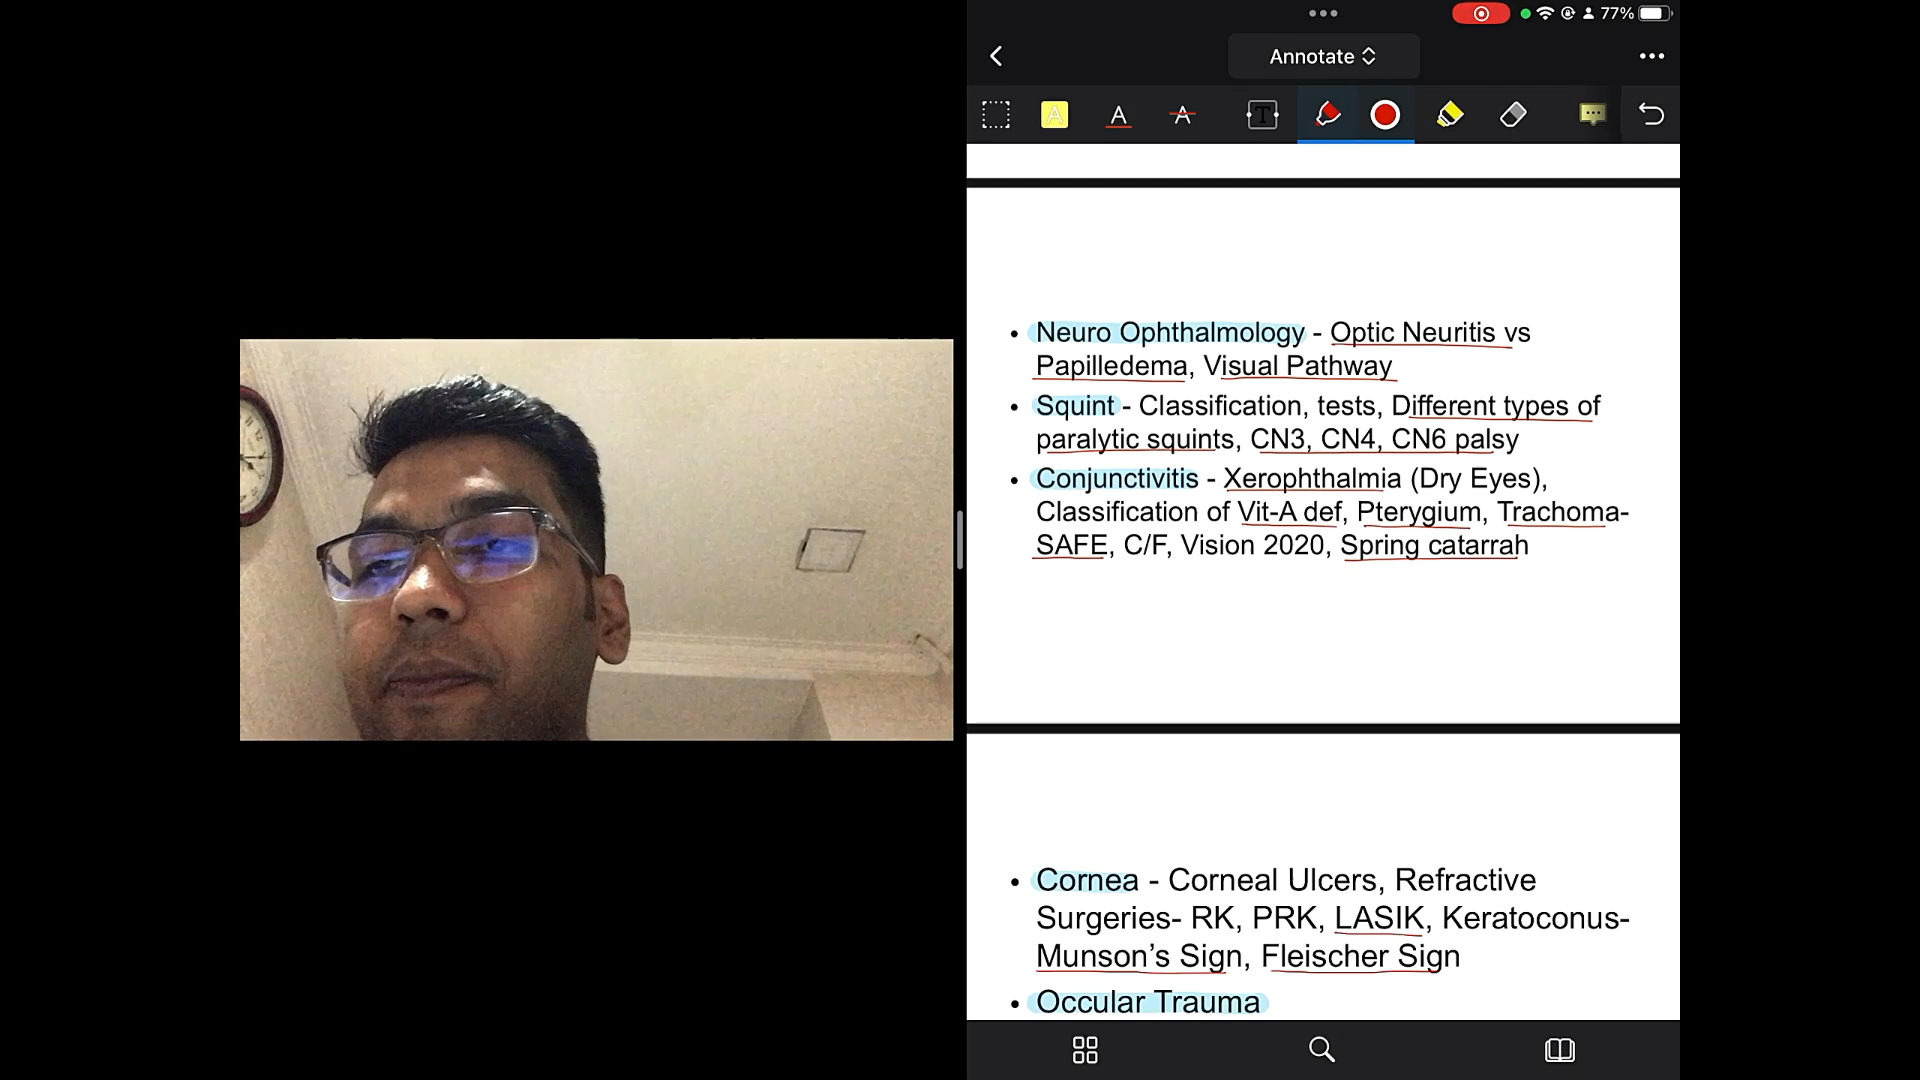 77%
Annotate
A A A T
• Neuro Ophthalmology - Optic Neuritis vs
Papilledema, Visual Pathway
• Squint - Classification, tests, Different types of
paralytic squints, CN3, CN4, CN6 palsy
• Conjunctivitis - Xerophthalmia (Dry Eyes),
Classification of Vit-A def, Pterygium, Trachoma-
SAFE, C/F, Vision 2020, Spring catarrah
• Cornea - Corneal Ulcers, Refractive
Surgeries- RK, PRK, LASIK, Keratoconus-
Munson’s Sign, Fleischer Sign
• Occular Trauma